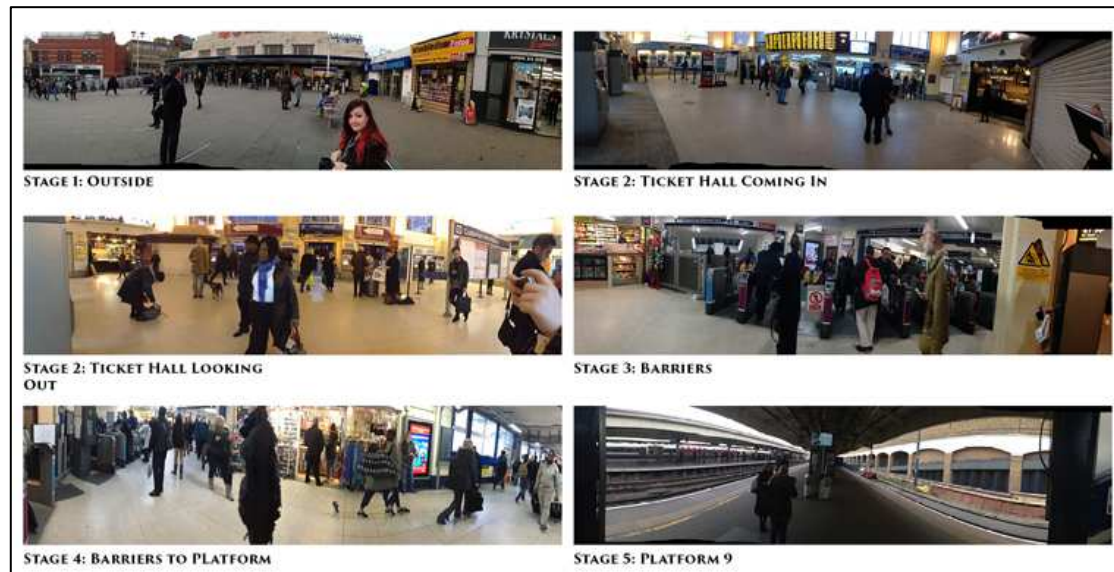 KRYSTALS
STAGE 1: OUTSIDE
STAGE 2: TICKET HALL COMING IN
STAGE 2: TICKET HALL LOOKING
OUT
STAGE 3: BARRIERS
STAGE 4: BARRIERS TO PLATFORM
STAGE 5: PLATFORM 9